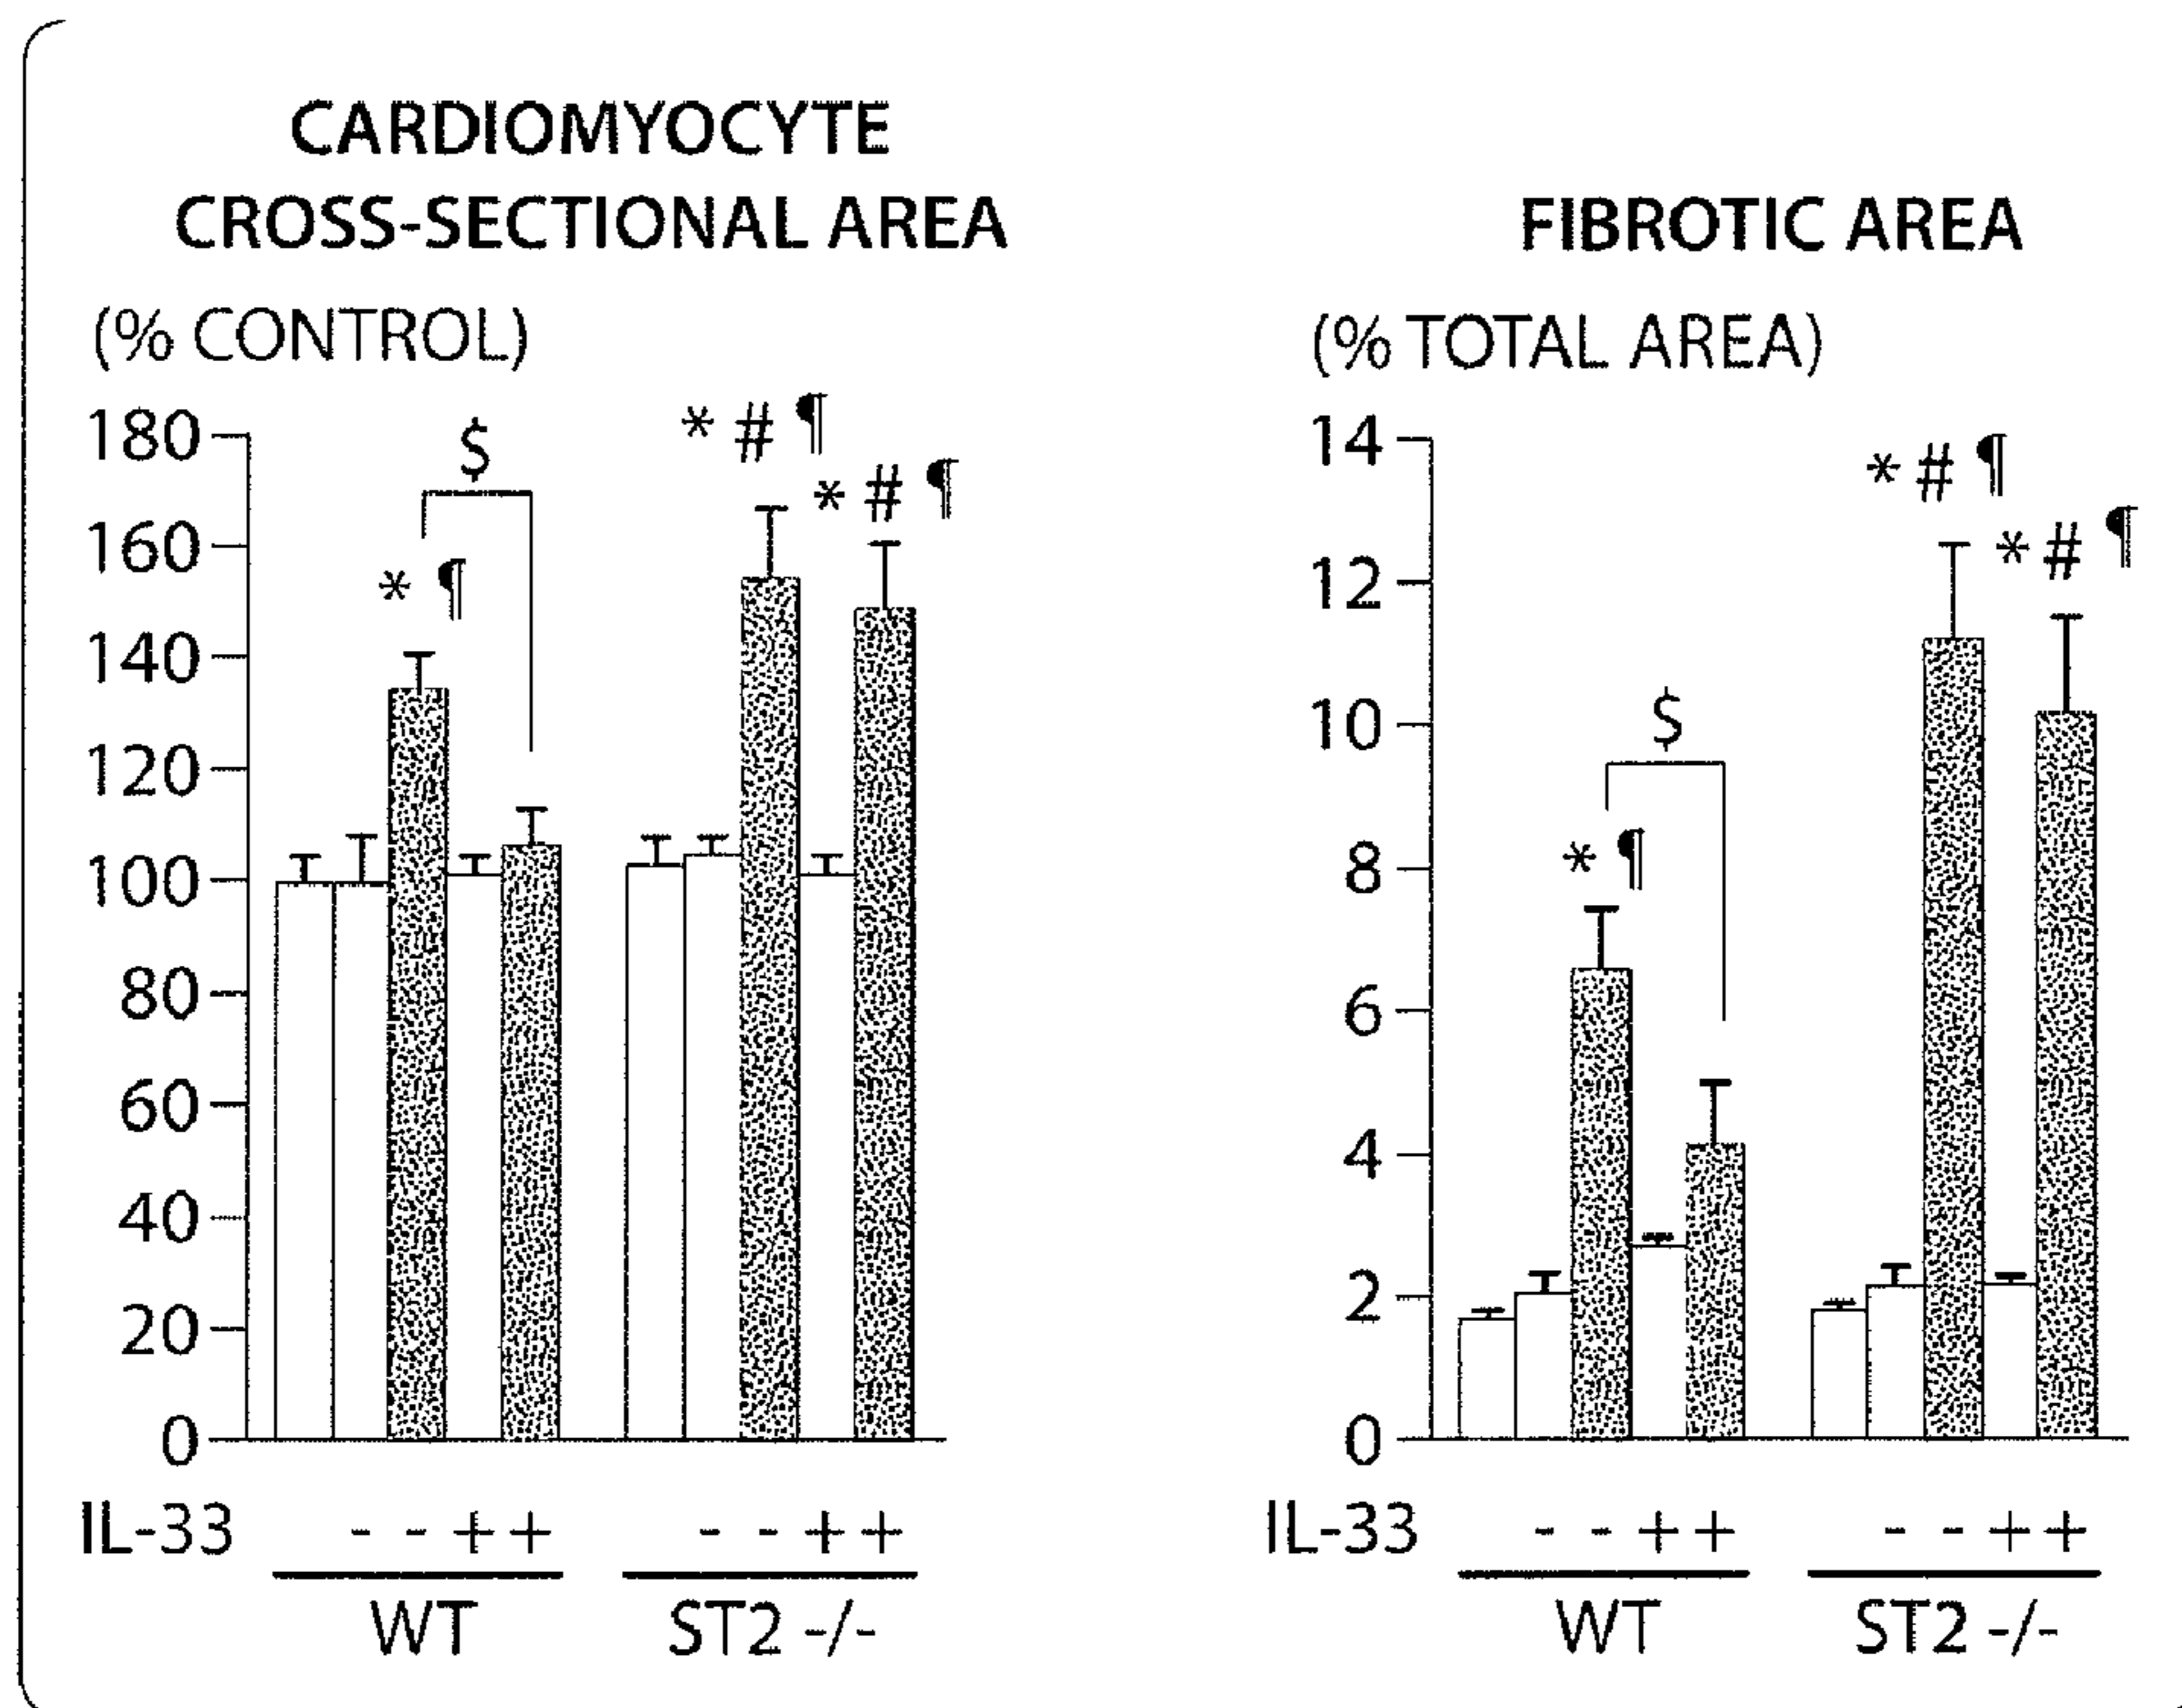 CARDIOMYOCYTE
CROSS-SECTIONAL AREA
(% CONTROL)
180
160
140
120
100
80
60
40
20
0
$
* ¶
* # ¶
* # ¶
IL-33 - - + + - - + +
WT ST2 -/-
FIBROTIC AREA
(% TOTAL AREA)
14
12
10
8
6
4
2
0
$
* ¶
* # ¶
* # ¶
IL-33 - - + + - - + +
WT ST2 -/-